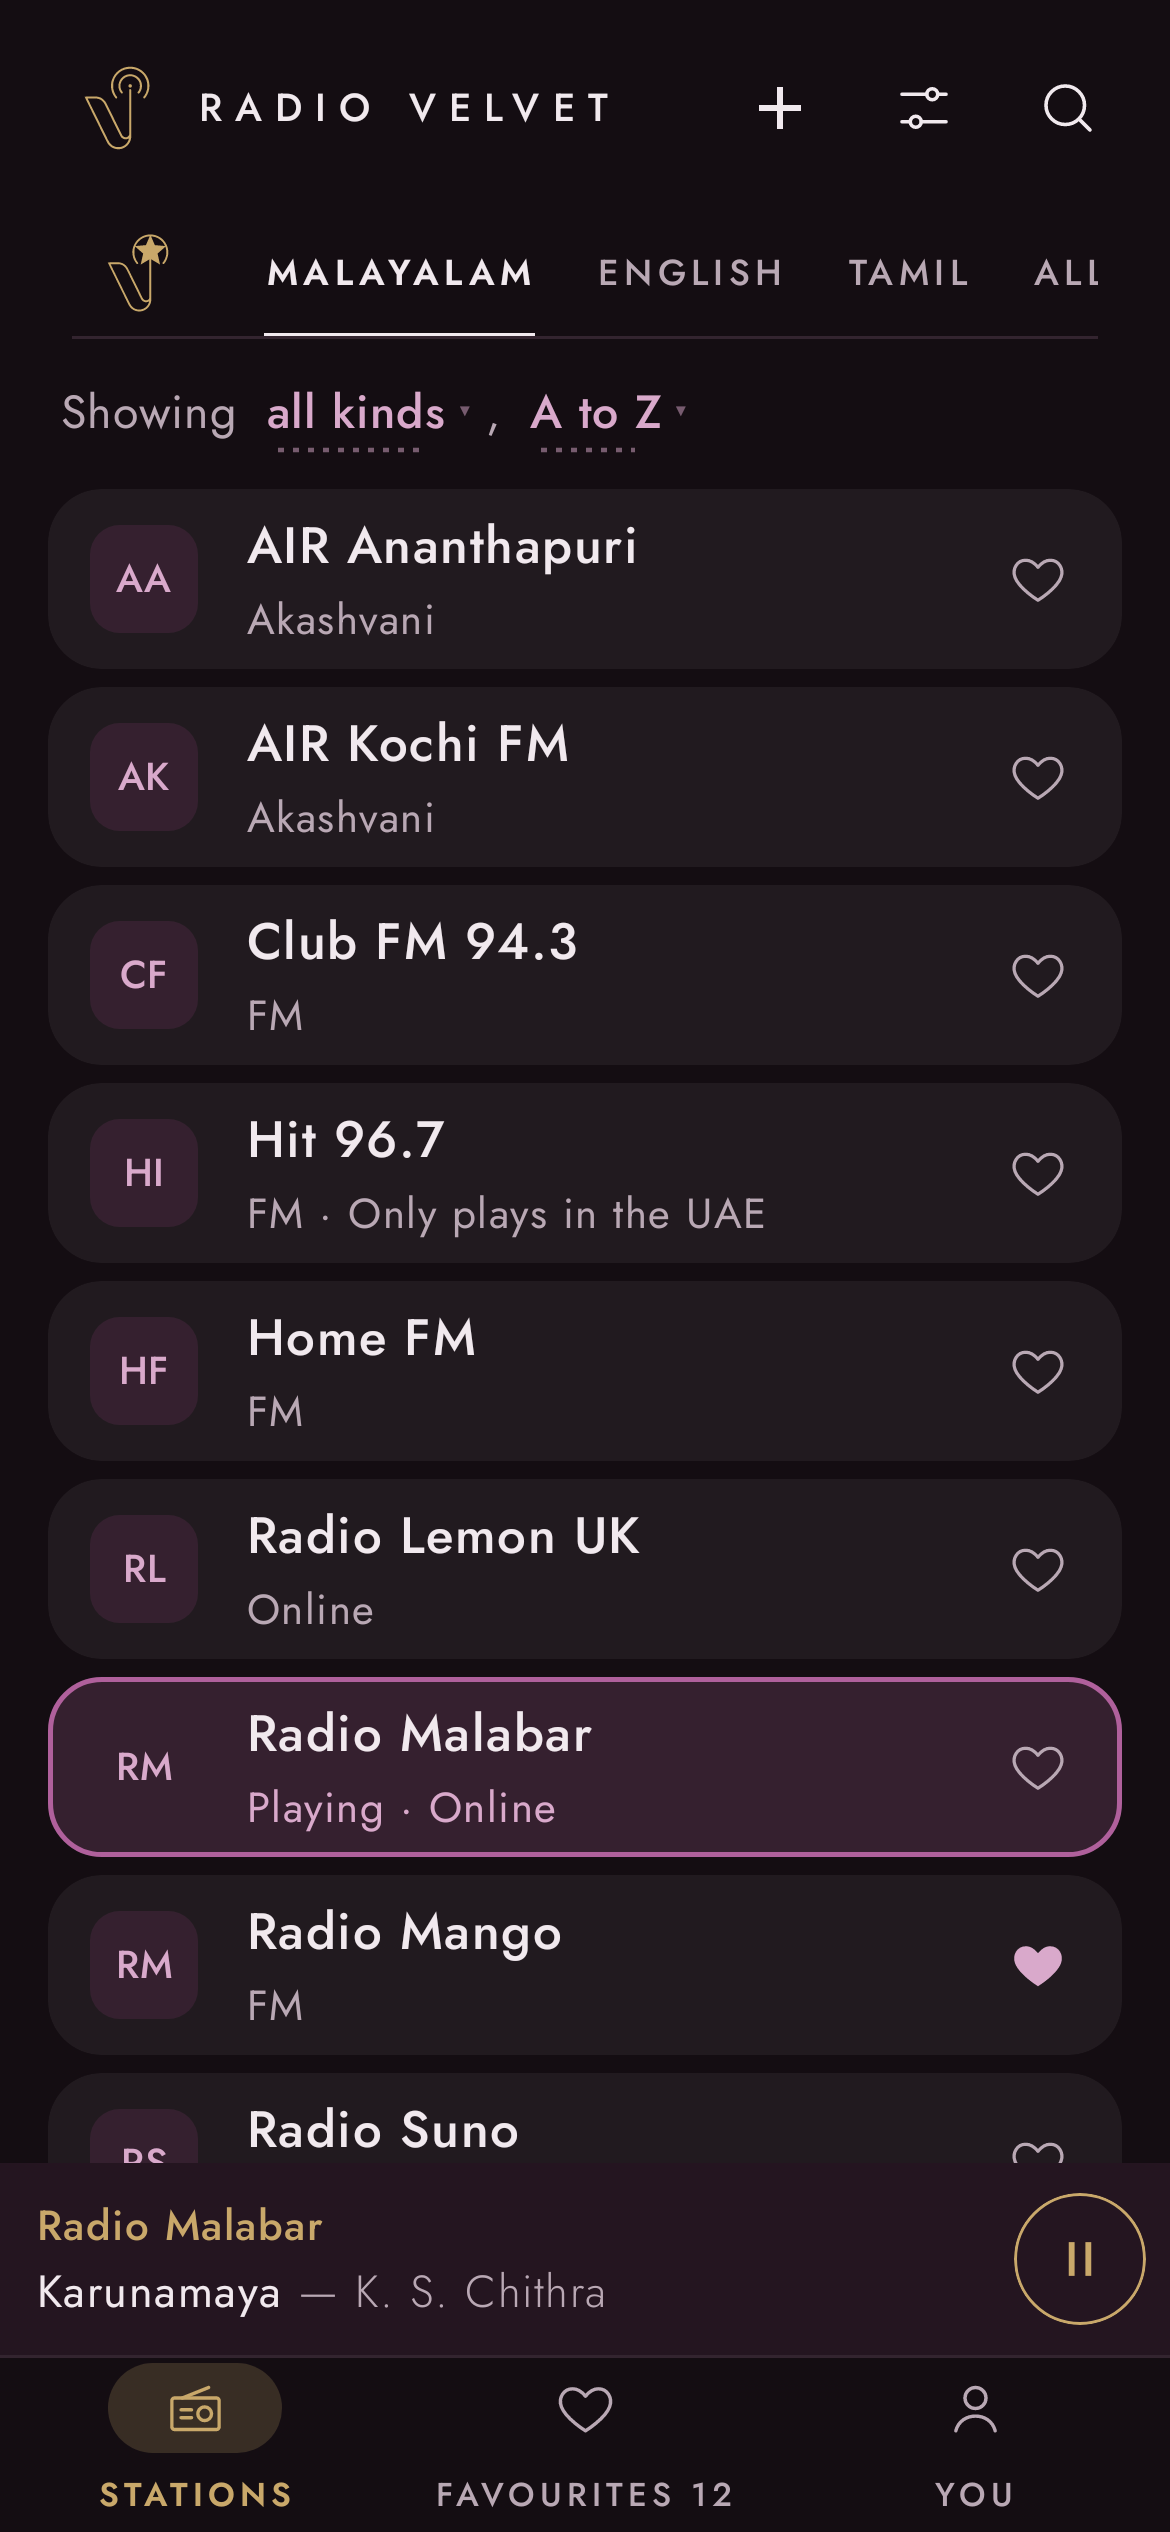 RADIO VELVET
MALAYALAM ENGLISH TAMIL ALL
Showing all kinds ▾ , A to Z ▾
AA
AIR Ananthapuri
Akashvani
AK
AIR Kochi FM
Akashvani
CF
Club FM 94.3
FM
HI
Hit 96.7
FM · Only plays in the UAE
HF
Home FM
FM
RL
Radio Lemon UK
Online
RM
Radio Malabar
Playing · Online
RM
Radio Mango
FM
RS
Radio Suno
Radio Malabar
Karunamaya — K. S. Chithra
STATIONS FAVOURITES 12 YOU